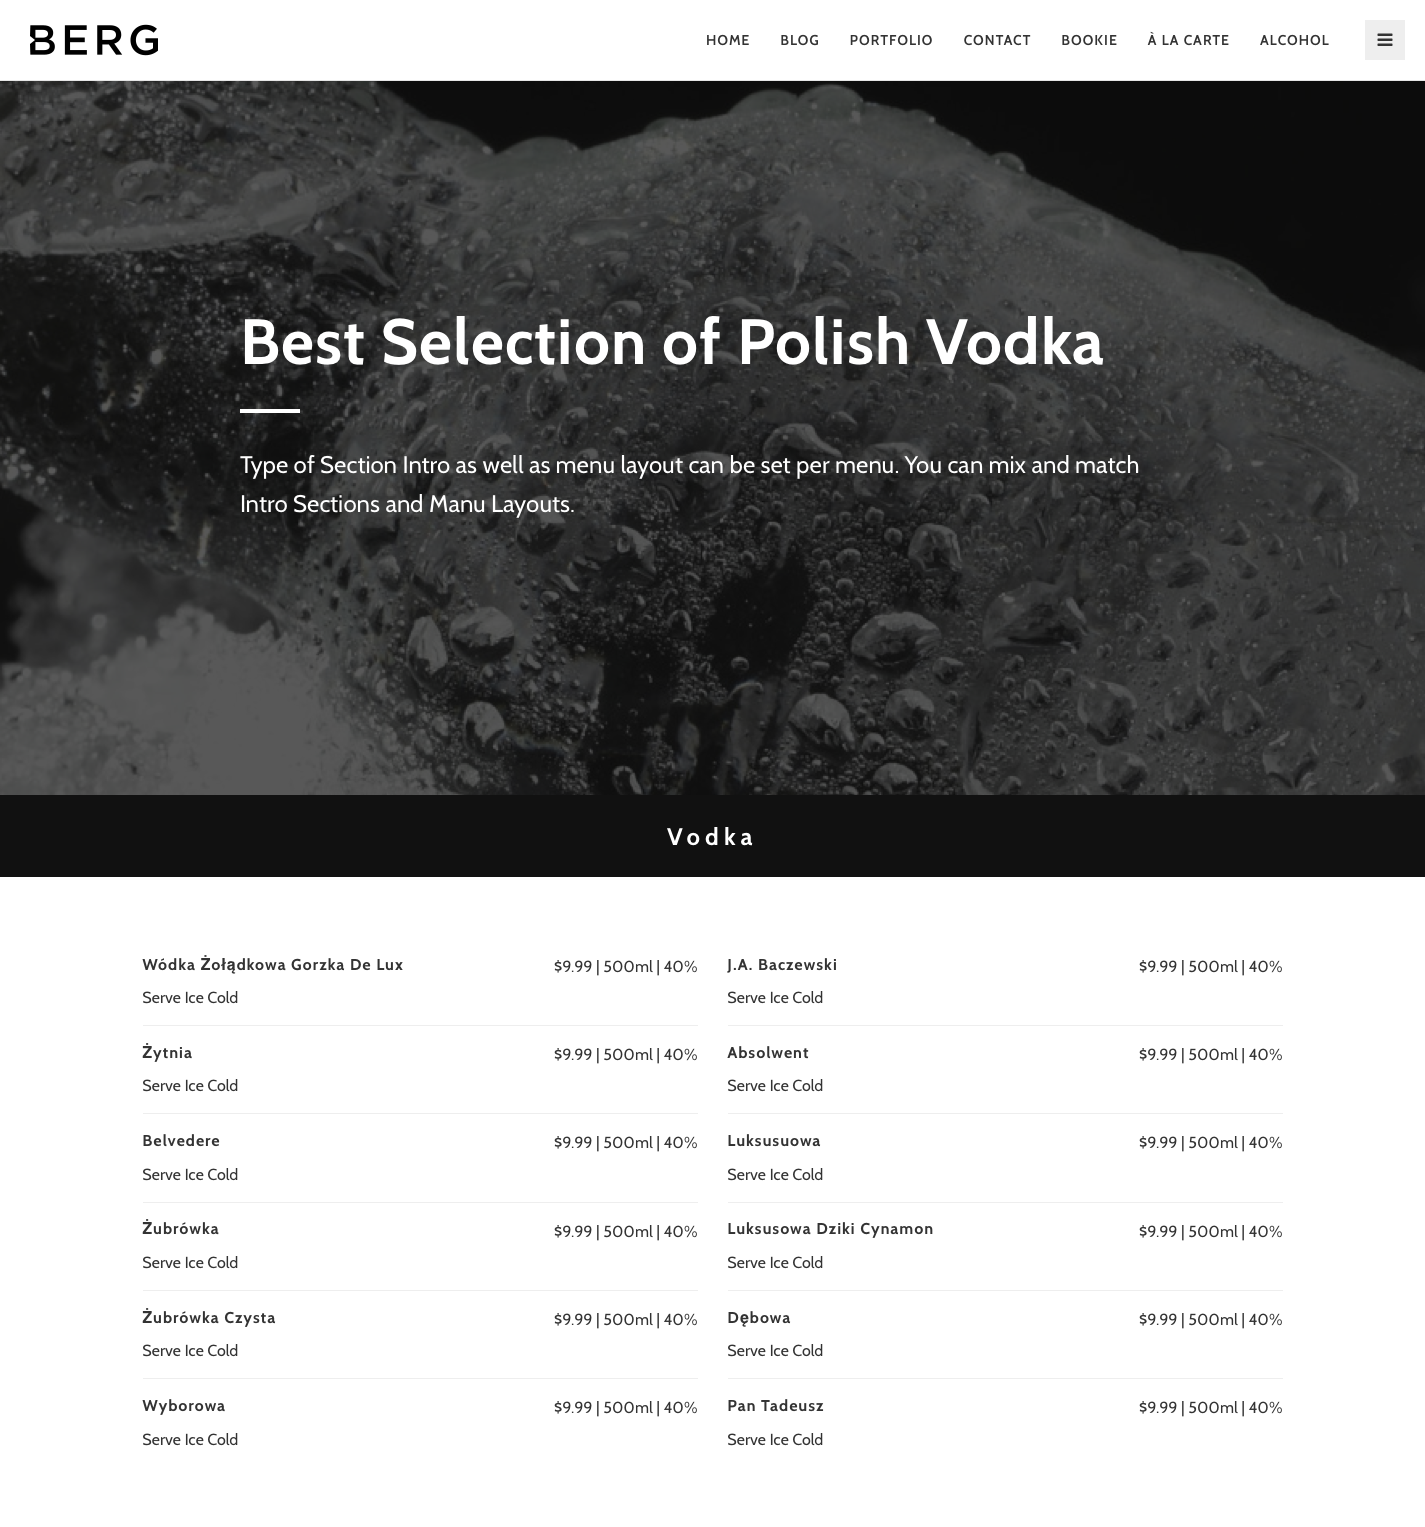 BERG
HOME BLOG PORTFOLIO CONTACT BOOKIE À LA CARTE ALCOHOL
Best Selection of Polish Vodka
Type of Section Intro as well as menu layout can be set per menu. You can mix and match
Intro Sections and Manu Layouts.
Vodka
Wódka Żołądkowa Gorzka De Lux $9.99 | 500ml | 40%
Serve Ice Cold
Żytnia $9.99 | 500ml | 40%
Serve Ice Cold
Belvedere $9.99 | 500ml | 40%
Serve Ice Cold
Żubrówka $9.99 | 500ml | 40%
Serve Ice Cold
Żubrówka Czysta $9.99 | 500ml | 40%
Serve Ice Cold
Wyborowa $9.99 | 500ml | 40%
Serve Ice Cold
J.A. Baczewski $9.99 | 500ml | 40%
Serve Ice Cold
Absolwent $9.99 | 500ml | 40%
Serve Ice Cold
Luksusuowa $9.99 | 500ml | 40%
Serve Ice Cold
Luksusowa Dziki Cynamon $9.99 | 500ml | 40%
Serve Ice Cold
Dębowa $9.99 | 500ml | 40%
Serve Ice Cold
Pan Tadeusz $9.99 | 500ml | 40%
Serve Ice Cold